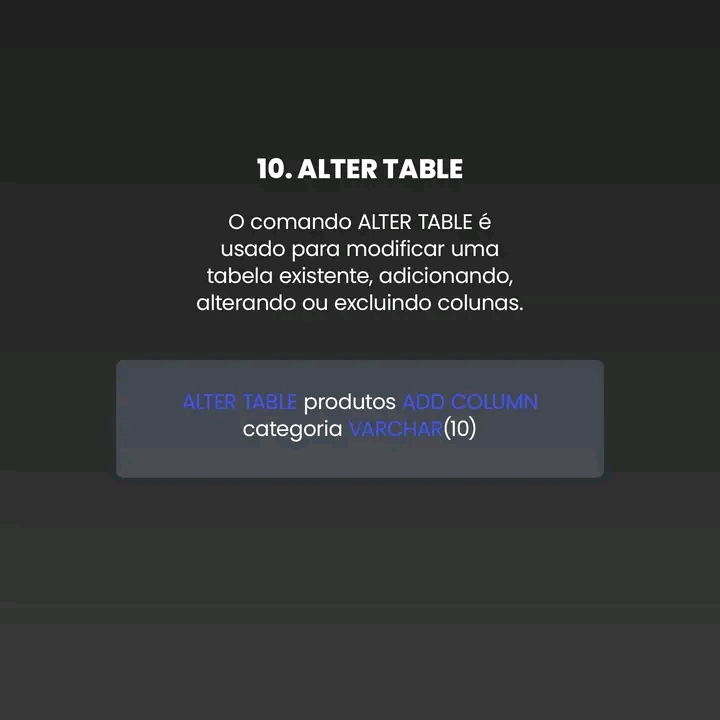 10. ALTER TABLE
O comando ALTER TABLE é
usado para modificar uma
tabela existente, adicionando,
alterando ou excluindo colunas.
ALTER TABLE produtos ADD COLUMN
categoria VARCHAR(10)